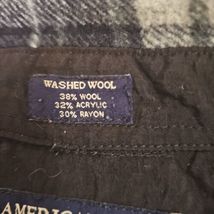 WASHED WOOL
38% WOOL
32% ACRYLIC
30% RAYON